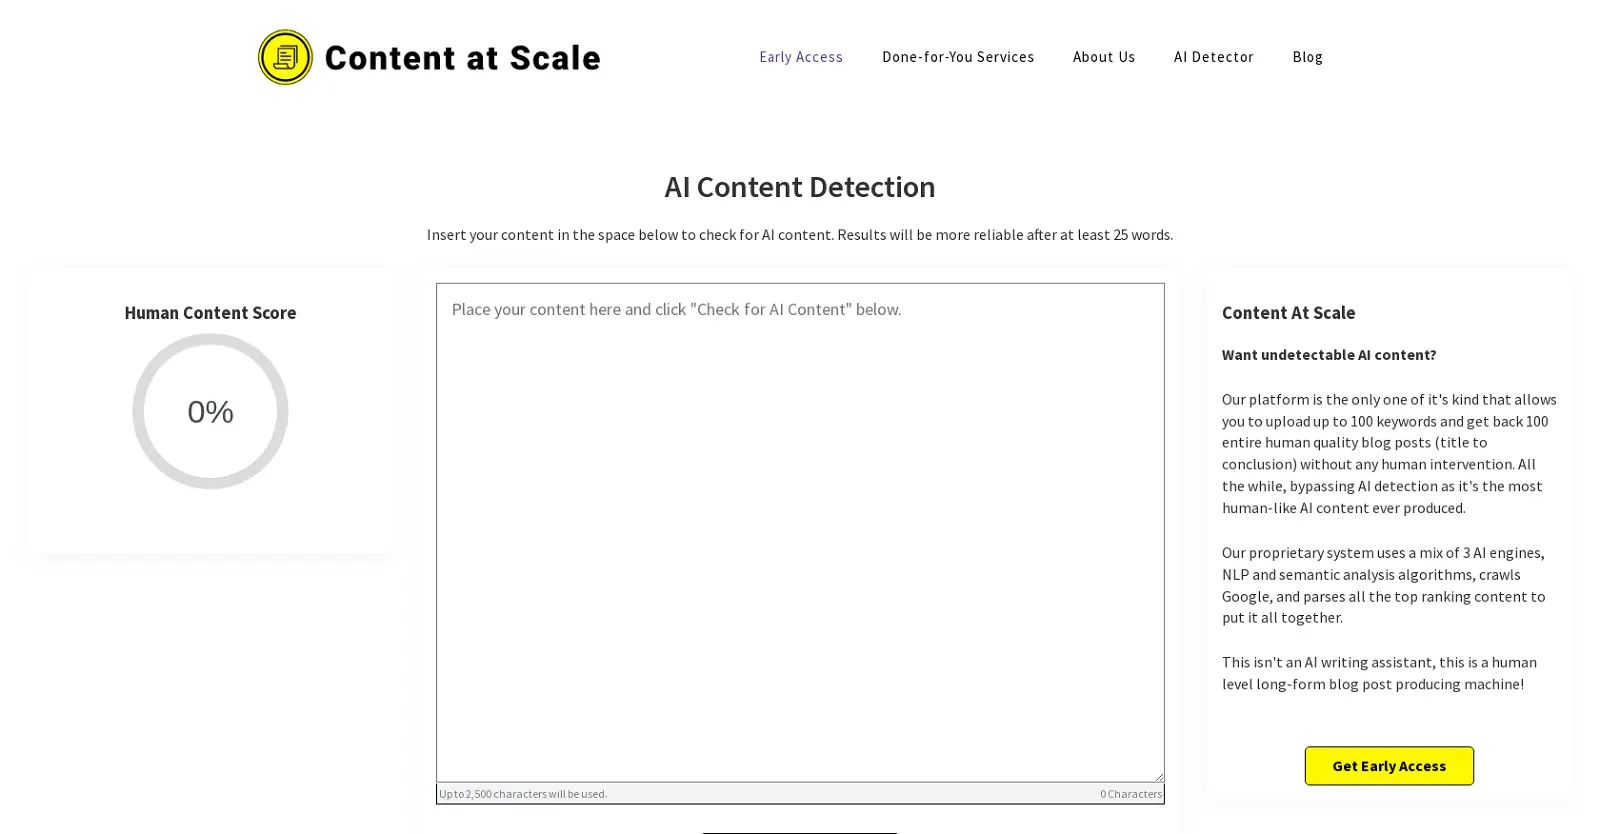 Content at Scale
Early Access
Done-for-You Services
About Us
AI Detector
Blog
AI Content Detection
Insert your content in the space below to check for AI content. Results will be more reliable after at least 25 words.
Human Content Score
0%
Place your content here and click "Check for AI Content" below.
Up to 2,500 characters will be used.
0 Characters
Content At Scale
Want undetectable AI content?
Our platform is the only one of it's kind that allows
you to upload up to 100 keywords and get back 100
entire human quality blog posts (title to
conclusion) without any human intervention. All
the while, bypassing AI detection as it's the most
human-like AI content ever produced.
Our proprietary system uses a mix of 3 AI engines,
NLP and semantic analysis algorithms, crawls
Google, and parses all the top ranking content to
put it all together.
This isn't an AI writing assistant, this is a human
level long-form blog post producing machine!
Get Early Access